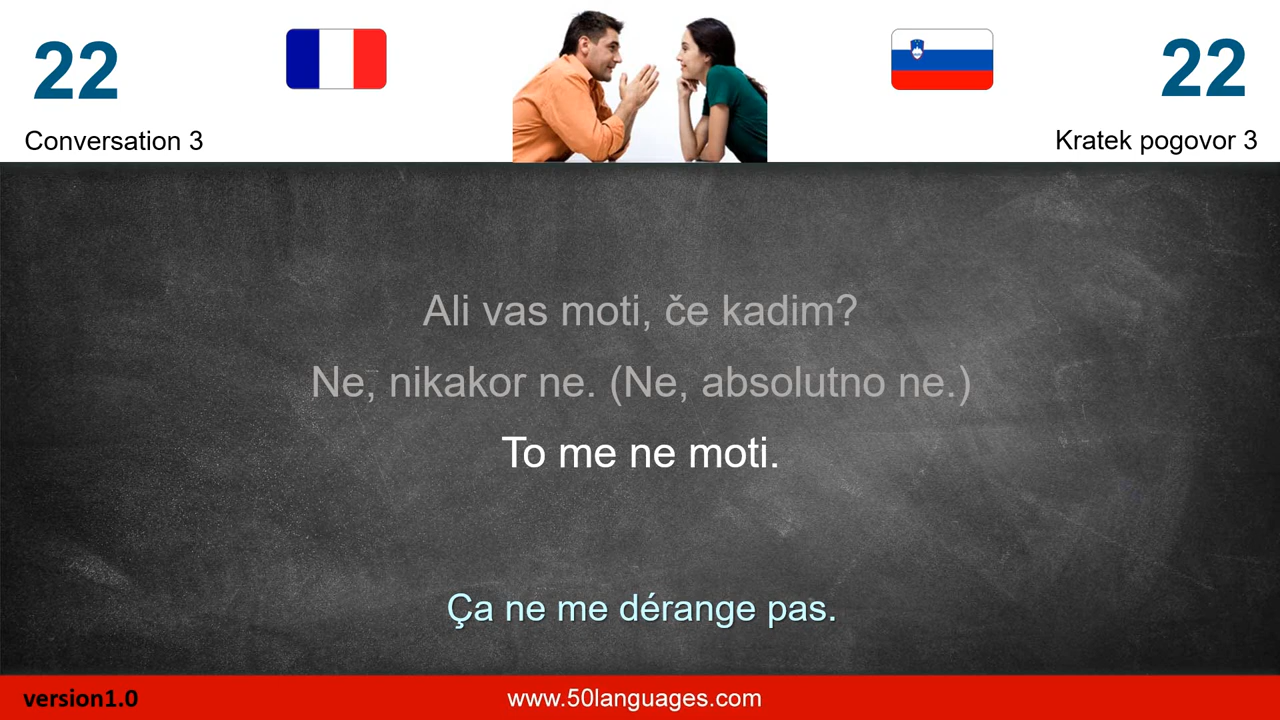 22
22
Conversation 3
Kratek pogovor 3
Ali vas moti, če kadim?
Ne, nikakor ne. (Ne, absolutno ne.)
To me ne moti.
Ça ne me dérange pas.
version1.0
www.50languages.com